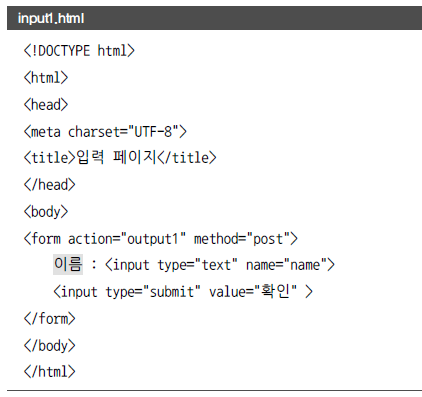 input1.html
<!DOCTYPE html>
<html>
<head>
<meta charset="UTF-8">
<title>입력 페이지</title>
</head>
<body>
<form action="output1" method="post">
이름 : <input type="text" name="name">
<input type="submit" value="확인" >
</form>
</body>
</html>